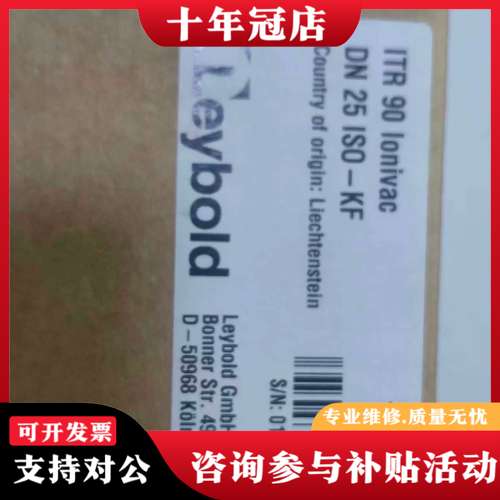 十年冠店
ITR 90 Ionivac
DN 25 ISO-KF
Country of origin: Liechtenstein
Leybold
Leybold GmbH
Bonner Str. 49
D-50968 Köln
S/N: 01
专业维修.质量无忧
可开发票
支持对公
咨询参与补贴活动